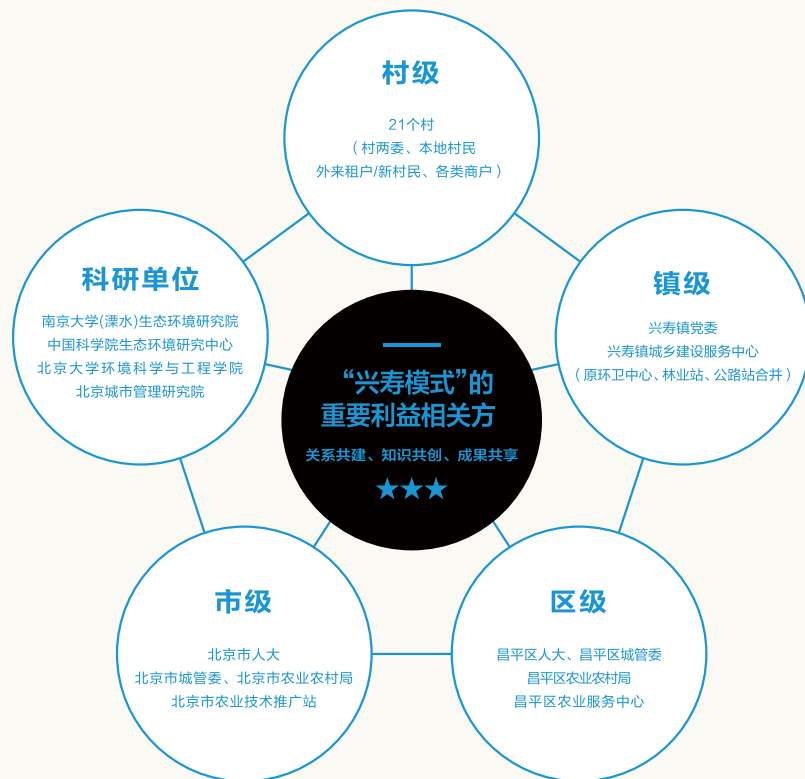 村级
21个村
（村两委、本地村民
外来租户/新村民、各类商户）
科研单位
南京大学(溧水)生态环境研究院
中国科学院生态环境研究中心
北京大学环境科学与工程学院
北京城市管理研究院
镇级
兴寿镇党委
兴寿镇城乡建设服务中心
（原环卫中心、林业站、公路站合并）
“兴寿模式”的
重要利益相关方
关系共建、知识共创、成果共享
市级
北京市人大
北京市城管委、北京市农业农村局
北京市农业技术推广站
区级
昌平区人大、昌平区城管委
昌平区农业农村局
昌平区农业服务中心